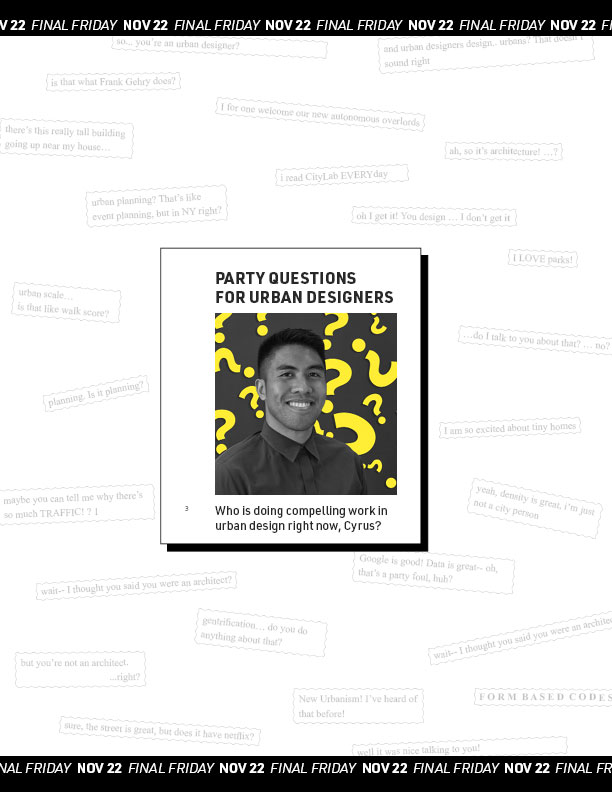 V 22 FINAL FRIDAY NOV 22 FINAL FRIDAY NOV 22 FINAL FRIDAY NOV 22 FINAL FRIDAY NOV 22 FI
so... you're an urban designer?
and urban designers design.. urbans? That doesn't
sound right
is that what Frank Gehry does?
I for one welcome our new autonomous overlords
there's this really tall building
going up near my house…
ah, so it's architecture! …?
i read CityLab EVERYday
urban planning? That's like
event planning, but in NY right?
oh I get it! You design … I don't get it
I LOVE parks!
PARTY QUESTIONS
FOR URBAN DESIGNERS
urban scale…
is that like walk score?
…do I talk to you about that? … no?
planning. Is it planning?
I am so excited about tiny homes
maybe you can tell me why there's
so much TRAFFIC! ? !
yeah, density is great, i'm just
not a city person
3
Who is doing compelling work in
urban design right now, Cyrus?
Google is good! Data is great-- oh,
that's a party foul, huh?
wait-- I thought you said you were an architect?
gentrification… do you do
anything about that?
wait-- I thought you said you were an architec
but you're not an architect-
...right?
New Urbanism! I've heard of
that before!
FORM BASED CODES
sure, the street is great, but does it have netflix?
well it was nice talking to you!
NAL FRIDAY NOV 22 FINAL FRIDAY NOV 22 FINAL FRIDAY NOV 22 FINAL FRIDAY NOV 22 FINAL FR